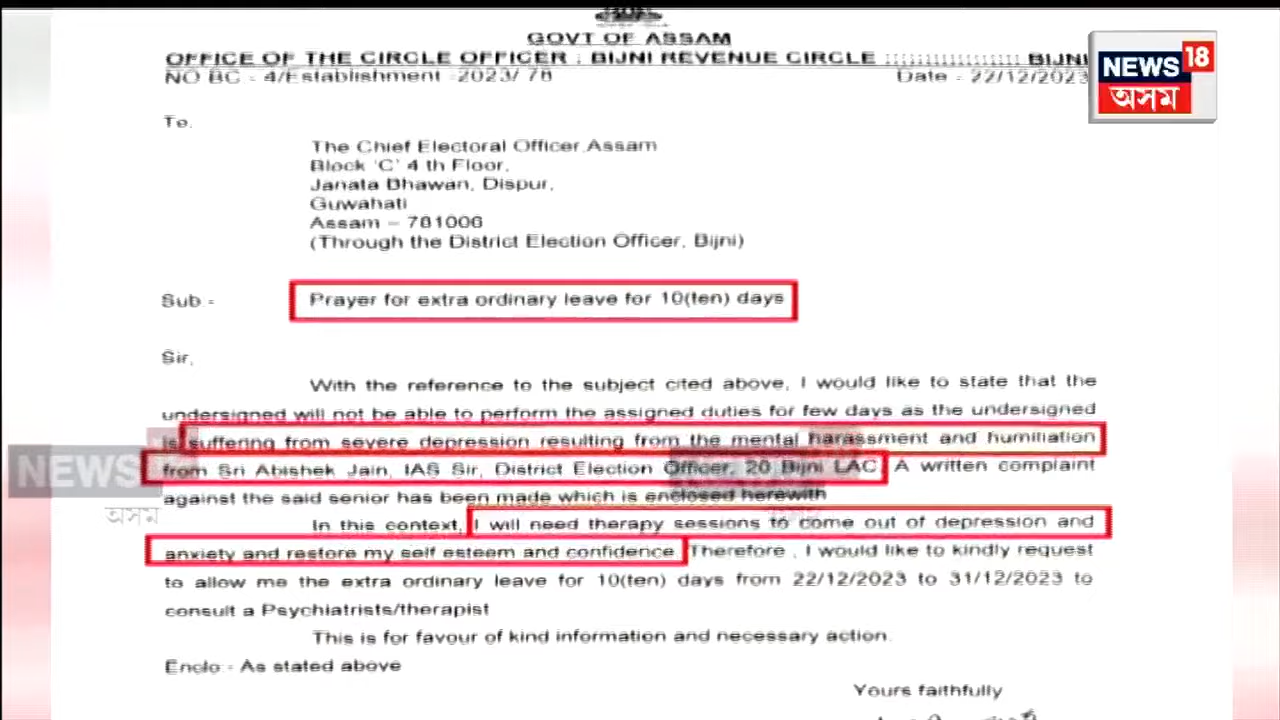 GOVT OF ASSAM
OFFICE OF THE CIRCLE OFFICER : BIJNI REVENUE CIRCLE ::::::::::::::::::::: BIJNI
NO BC - 4/Establishment -2023/ 78 Date - 22/12/2023
NEWS 18
অসম
To,
The Chief Electoral Officer,Assam
Block ‘C’ 4 th Floor,
Janata Bhawan, Dispur,
Guwahati
Assam – 781006
(Through the District Election Officer, Bijni)
Sub - Prayer for extra ordinary leave for 10(ten) days
Sir,
With the reference to the subject cited above, I would like to state that the
undersigned will not be able to perform the assigned duties for few days as the undersigned
is suffering from severe depression resulting from the mental harassment and humiliation
from Sri Abishek Jain, IAS Sir, District Election Officer, 20 Bijni LAC. A written complaint
against the said senior has been made which is enclosed herewith
In this context, I will need therapy sessions to come out of depression and
anxiety and restore my self esteem and confidence. Therefore , I would like to kindly request
to allow me the extra ordinary leave for 10(ten) days from 22/12/2023 to 31/12/2023 to
consult a Psychiatrists/therapist
This is for favour of kind information and necessary action.
Enclo - As stated above
Yours faithfully
NEWS
অসম